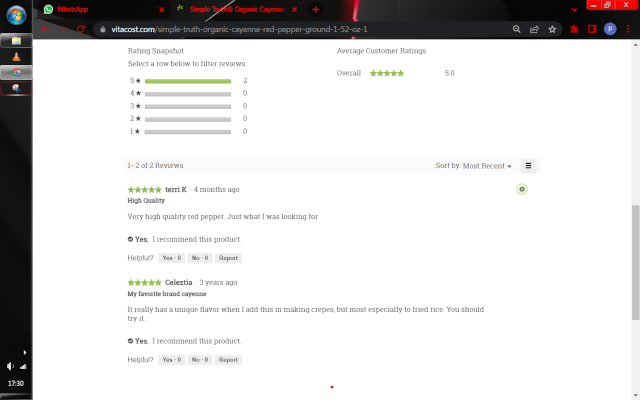 WhatsApp
Simple Truth® Organic Cayenne
vitacost.com/simple-truth-organic-cayenne-red-pepper-ground-1-52-oz-1
P
Rating Snapshot
Average Customer Ratings
Select a row below to filter reviews.
Overall ★★★★★ 5.0
5★ 2
4★ 0
3★ 0
2★ 0
1★ 0
1–2 of 2 Reviews
Sort by: Most Recent
★★★★★ terri K · 4 months ago
High Quality
Very high quality red pepper. Just what I was looking for
Yes, I recommend this product.
Helpful? Yes · 0 No · 0 Report
★★★★★ Celeztia · 3 years ago
My favorite brand cayenne
It really has a unique flavor when I add this in making crepes, but most especially to fried rice. You should
try it.
Yes, I recommend this product.
Helpful? Yes · 0 No · 0 Report
17:30